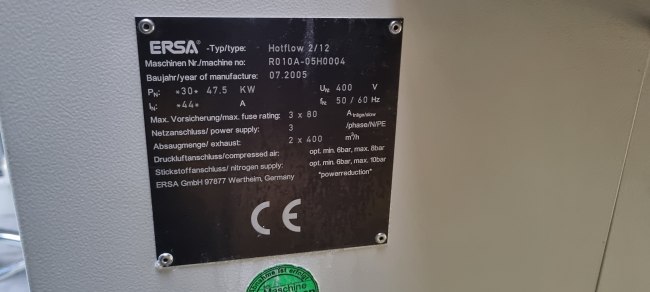 ERSA® -Typ/type: Hotflow 2/12
Maschinen Nr./machine no: R010A-05H0004
Baujahr/year of manufacture: 07.2005
PN: *30* 47.5 KW UN 400 V
IN: *44* A fN 50 / 60 Hz
Max. Vorsicherung/max. fuse rating: 3 x 80 A träge/slow
Netzanschluss/ power supply: 3 /phase/N/PE
Absaugmenge/ exhaust: 2 x 400 m³/h
Druckluftanschluss/compressed air: opt. min. 6bar, max. 8bar
Stickstoffanschluss/ nitrogen supply: opt. min. 6bar, max. 10bar
ERSA GmbH 97877 Wertheim, Germany "powerreduction"
CE
Maschine